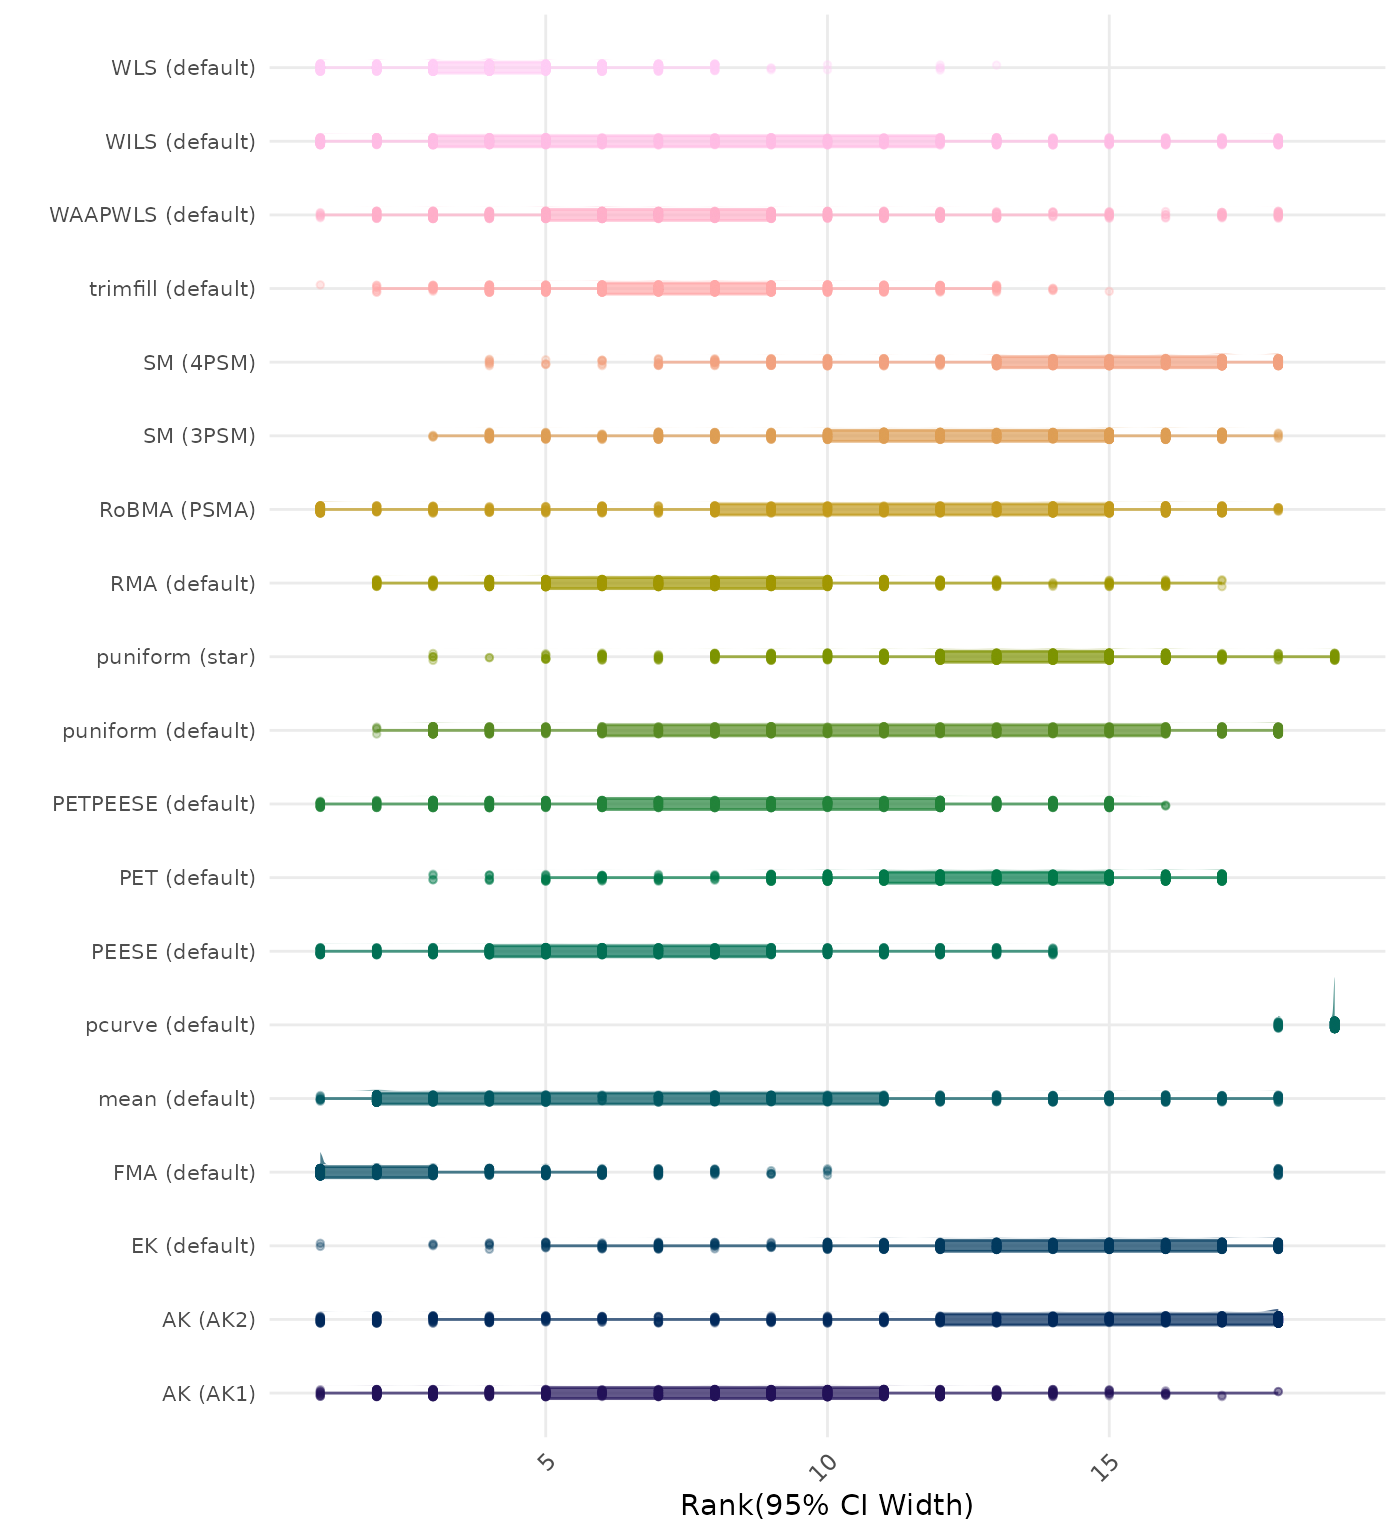 WLS (default)
WILS (default)
WAAPWLS (default)
trimfill (default)
SM (4PSM)
SM (3PSM)
RoBMA (PSMA)
RMA (default)
puniform (star)
puniform (default)
PETPEESE (default)
PET (default)
PEESE (default)
pcurve (default)
mean (default)
FMA (default)
EK (default)
AK (AK2)
AK (AK1)
5
10
15
Rank(95% CI Width)